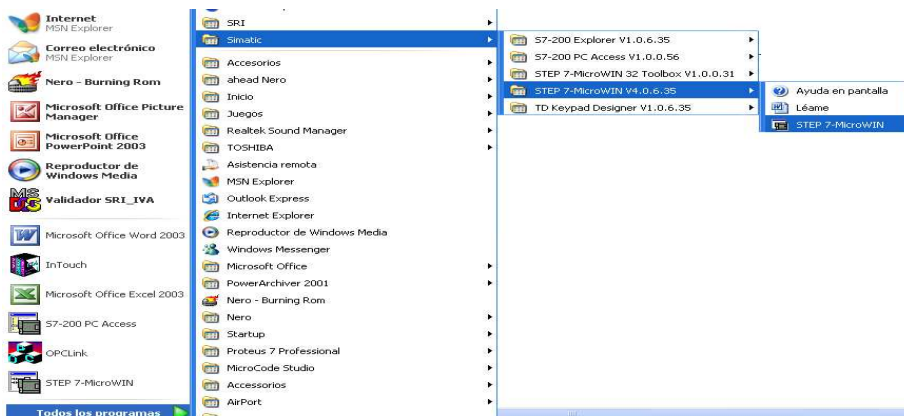 Internet
MSN Explorer
Correo electrónico
MSN Explorer
Nero - Burning Rom
Microsoft Office Picture
Manager
Microsoft Office
PowerPoint 2003
Reproductor de
Windows Media
Validador SRI_IVA
Microsoft Office Word 2003
InTouch
Microsoft Office Excel 2003
S7-200 PC Access
OPCLink
STEP 7-MicroWIN
Todos los programas
SRI
Simatic
Accesorios
ahead Nero
Inicio
Juegos
Realtek Sound Manager
TOSHIBA
Asistencia remota
MSN Explorer
Outlook Express
Internet Explorer
Reproductor de Windows Media
Windows Messenger
Microsoft Office
PowerArchiver 2001
Nero - Burning Rom
Nero
Startup
Proteus 7 Professional
MicroCode Studio
Accessorios
AirPort
S7-200 Explorer V1.0.6.35
S7-200 PC Access V1.0.0.56
STEP 7-MicroWIN 32 Toolbox V1.0.0.31
STEP 7-MicroWIN V4.0.6.35
TD Keypad Designer V1.0.6.35
Ayuda en pantalla
Léame
STEP 7-MicroWIN